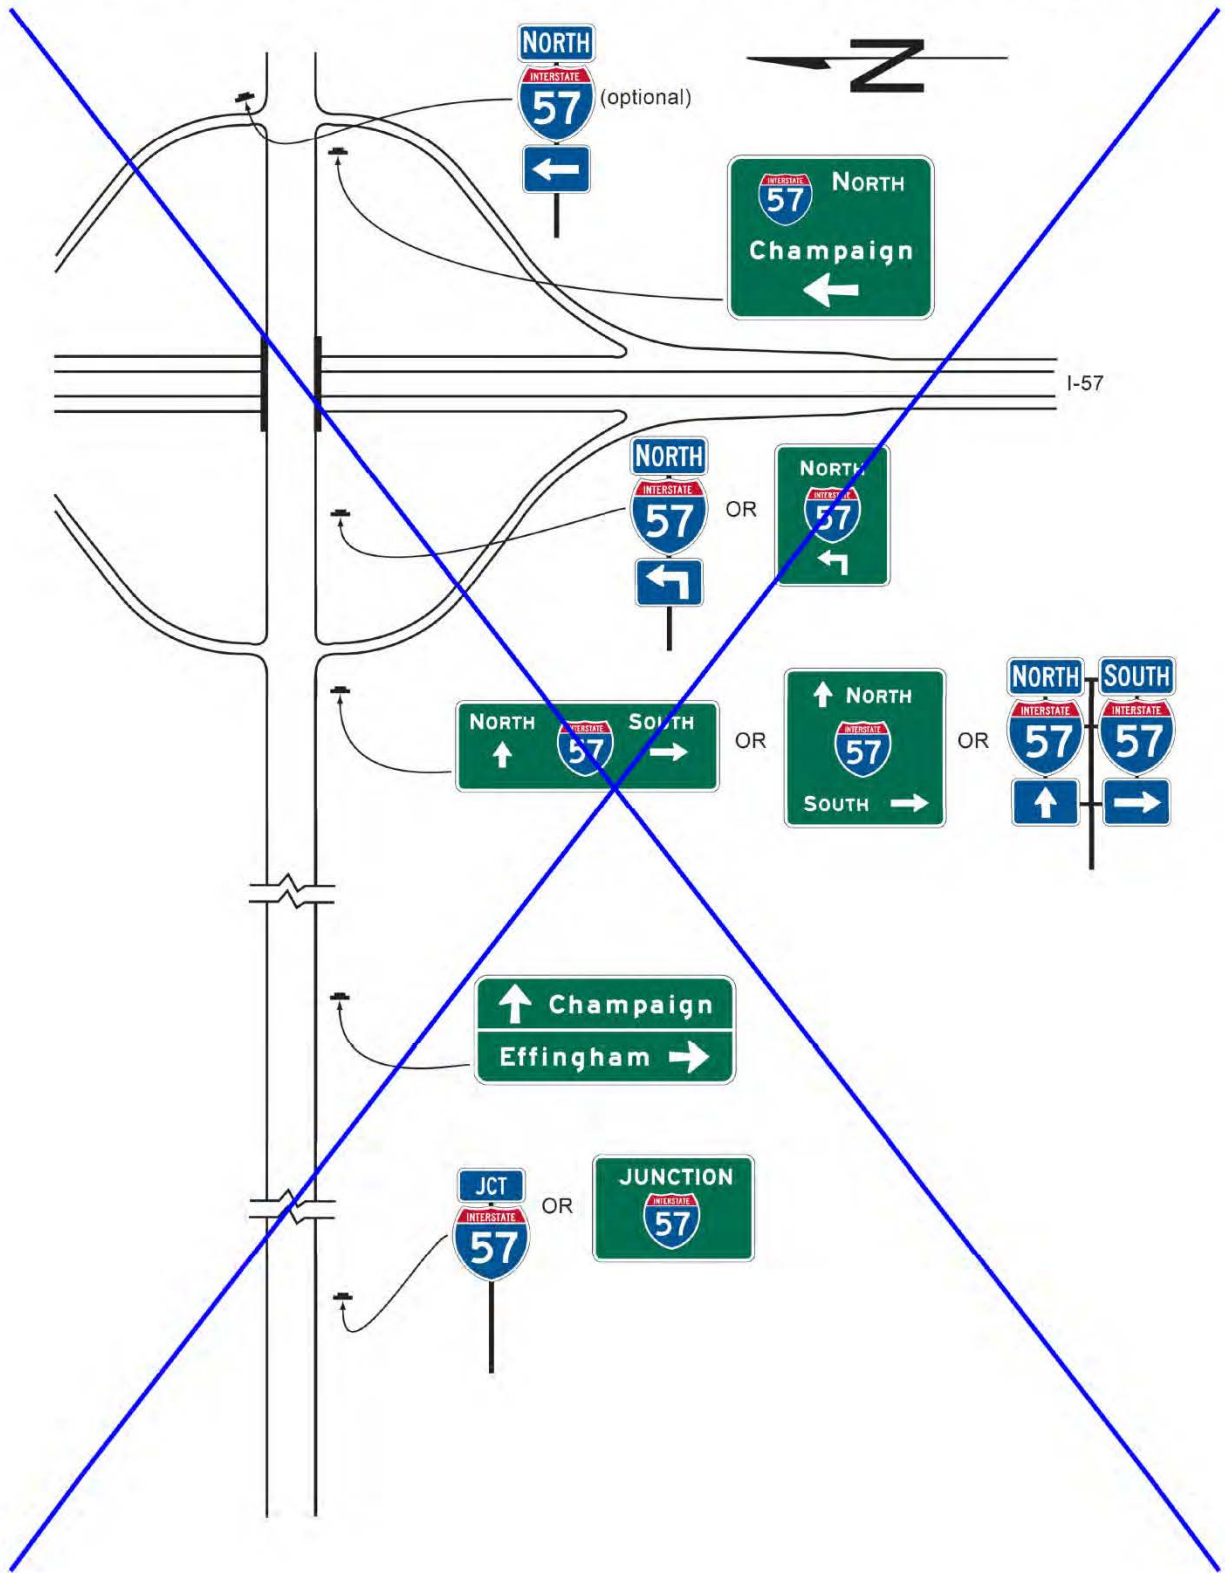 NORTH
INTERSTATE
57
(optional)
N
INTERSTATE
57
NORTH
Champaign
I-57
NORTH
INTERSTATE
57
OR
NORTH
INTERSTATE
57
NORTH
INTERSTATE
57
SOUTH
OR
NORTH
INTERSTATE
57
SOUTH
OR
NORTH
SOUTH
INTERSTATE
INTERSTATE
57
57
Champaign
Effingham
JCT
INTERSTATE
57
OR
JUNCTION
INTERSTATE
57